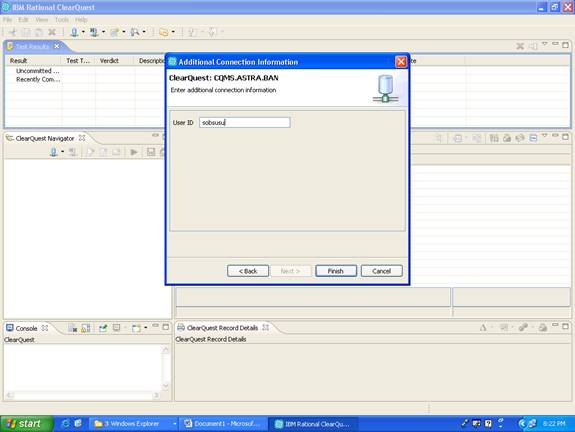 IBM Rational ClearQuest
File Edit View Tools Help
Test Results
Result Test T... Verdict Descriptio
Uncommitted ...
Recently Com...
Additional Connection Information
ClearQuest: CQMS.ASTRA.BAN
Enter additional connection information
User ID sobsusu
< Back Next > Finish Cancel
ClearQuest Navigator
Console
ClearQuest
ClearQuest Record Details
ClearQuest Record Details
start 3 Windows Explorer Document1 - Microsof... IBM Rational ClearQu... 8:22 PM